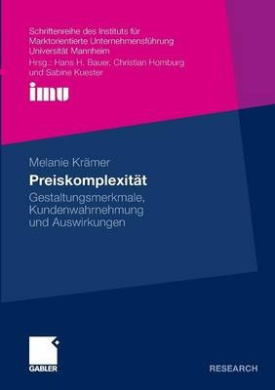 Schriftenreihe des Instituts für
Marktorientierte Unternehmensführung
Universität Mannheim
Hrsg.: Hans H. Bauer, Christian Homburg
und Sabine Kuester
imu
Melanie Krämer
Preiskomplexität
Gestaltungsmerkmale,
Kundenwahrnehmung
und Auswirkungen
GABLER
RESEARCH